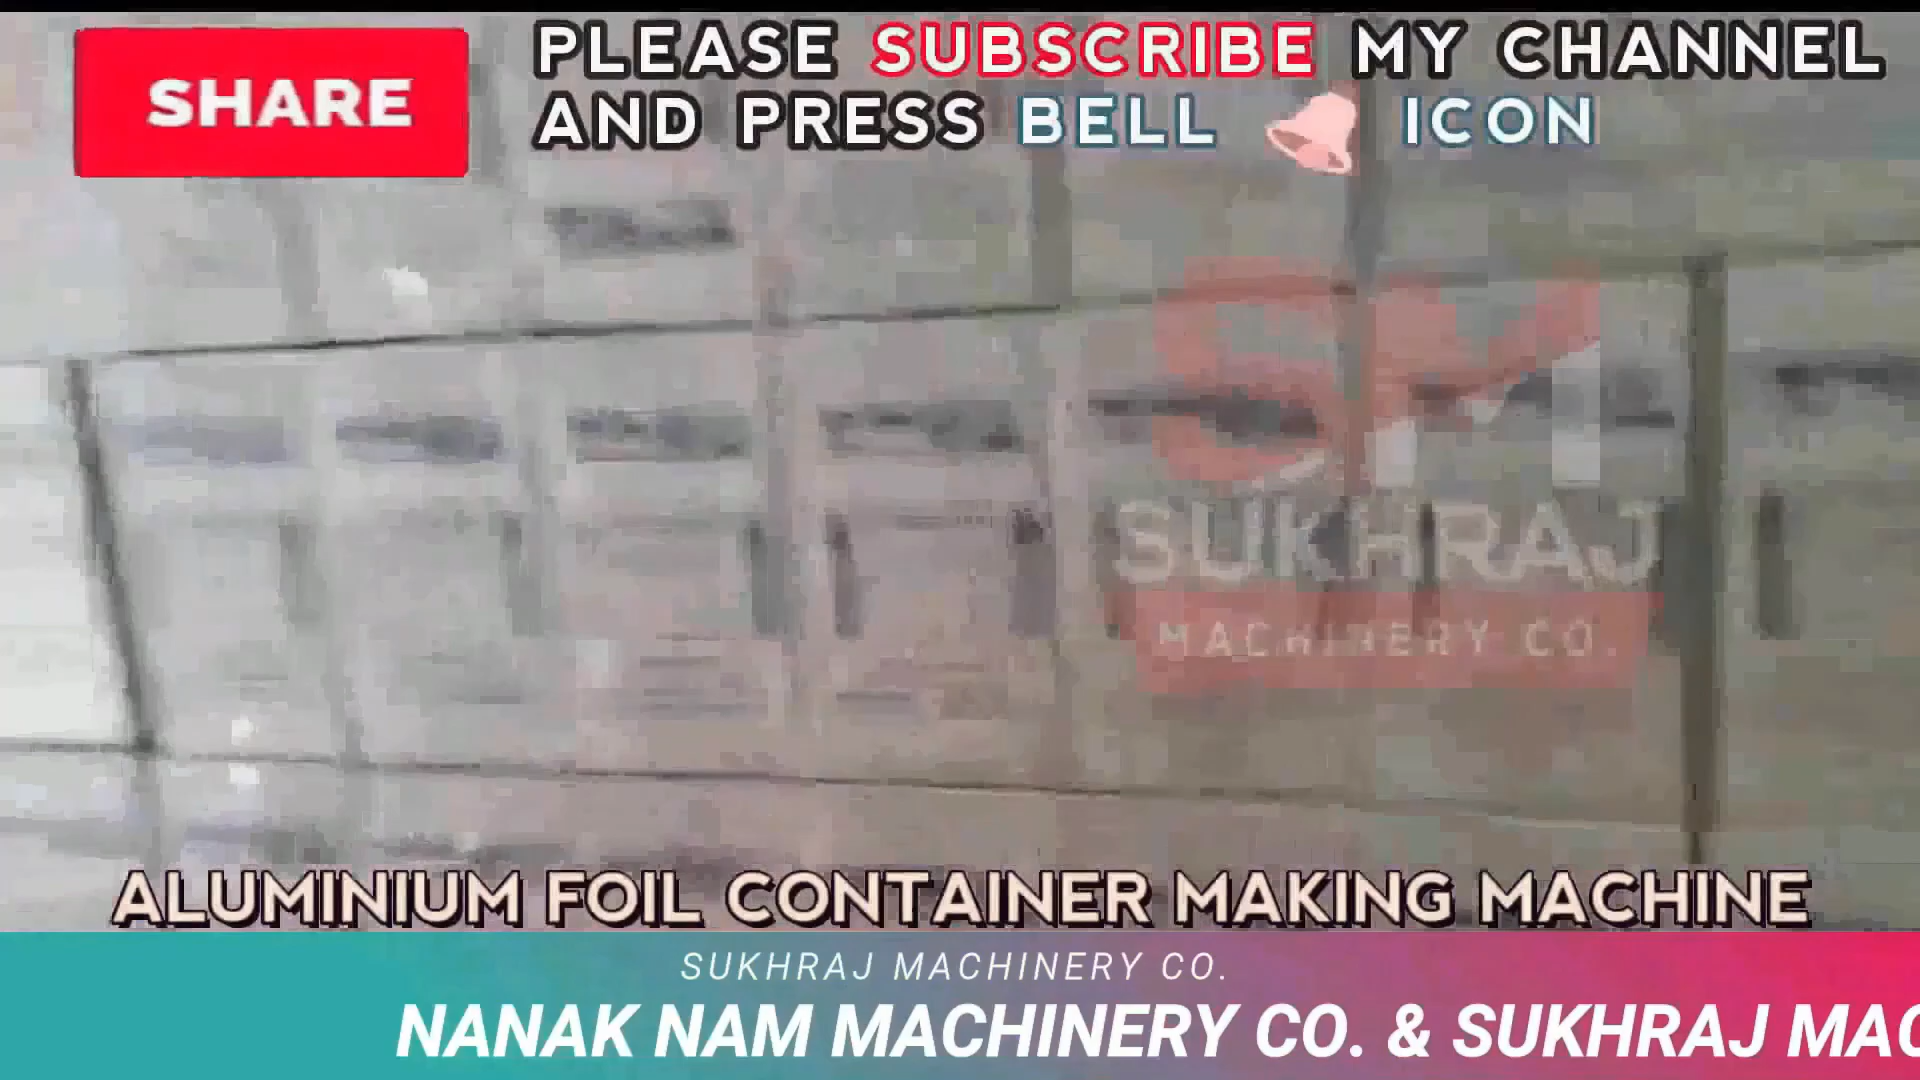 SHARE
PLEASE SUBSCRIBE MY CHANNEL
AND PRESS BELL ICON
SM
SUKHRAJ
MACHINERY CO.
ALUMINIUM FOIL CONTAINER MAKING MACHINE
SUKHRAJ MACHINERY CO.
NANAK NAM MACHINERY CO. & SUKHRAJ MAC